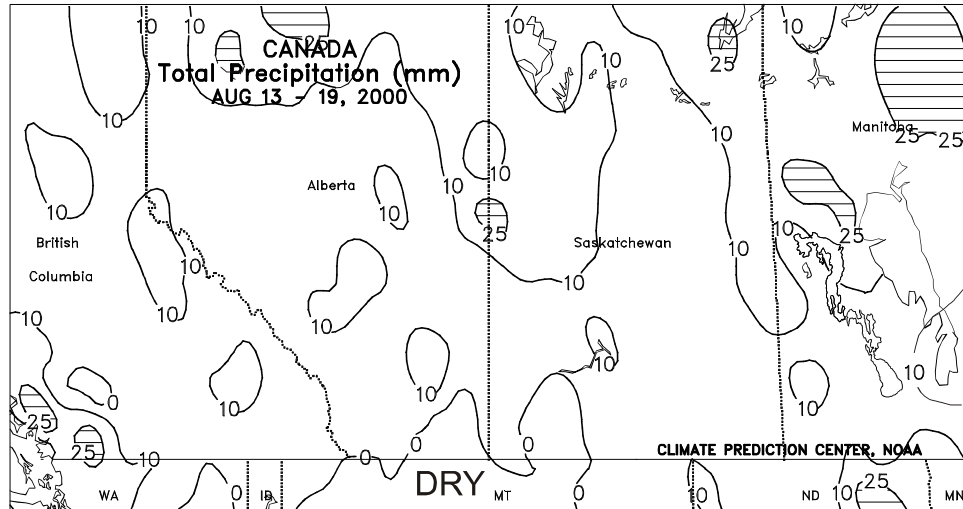 10 10 25 10 10 10 25
CANADA
Total Precipitation (mm)
AUG 13 - 19, 2000
10 10 Manitoba 25 25
10 10
Alberta 10
10 10 25 10 25
British Saskatchewan 10
Columbia 10 10
10 10 10
10 10
10 10 10
0 10 10
25 25 10 0 0 0
CLIMATE PREDICTION CENTER, NOAA
WA 0 ID DRY MT 0 10 ND 10 25 MN